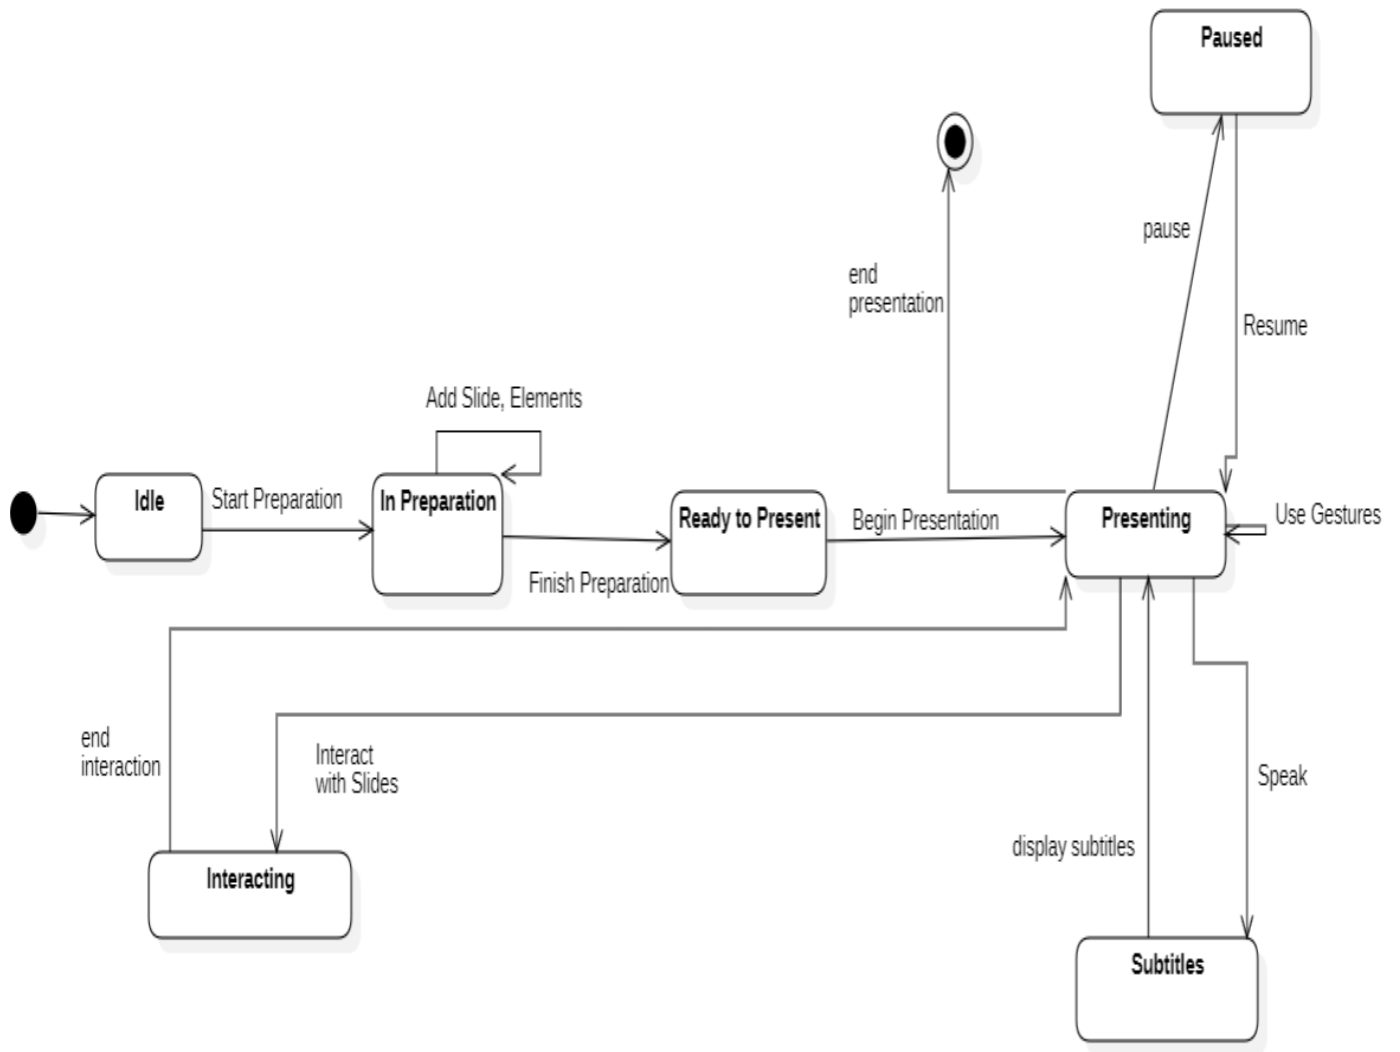 Paused
pause
end
presentation
Resume
Add Slide, Elements
Idle
Start Preparation
In Preparation
Ready to Present
Begin Presentation
Presenting
Use Gestures
Finish Preparation
end
interaction
Interact
with Slides
Speak
display subtitles
Interacting
Subtitles